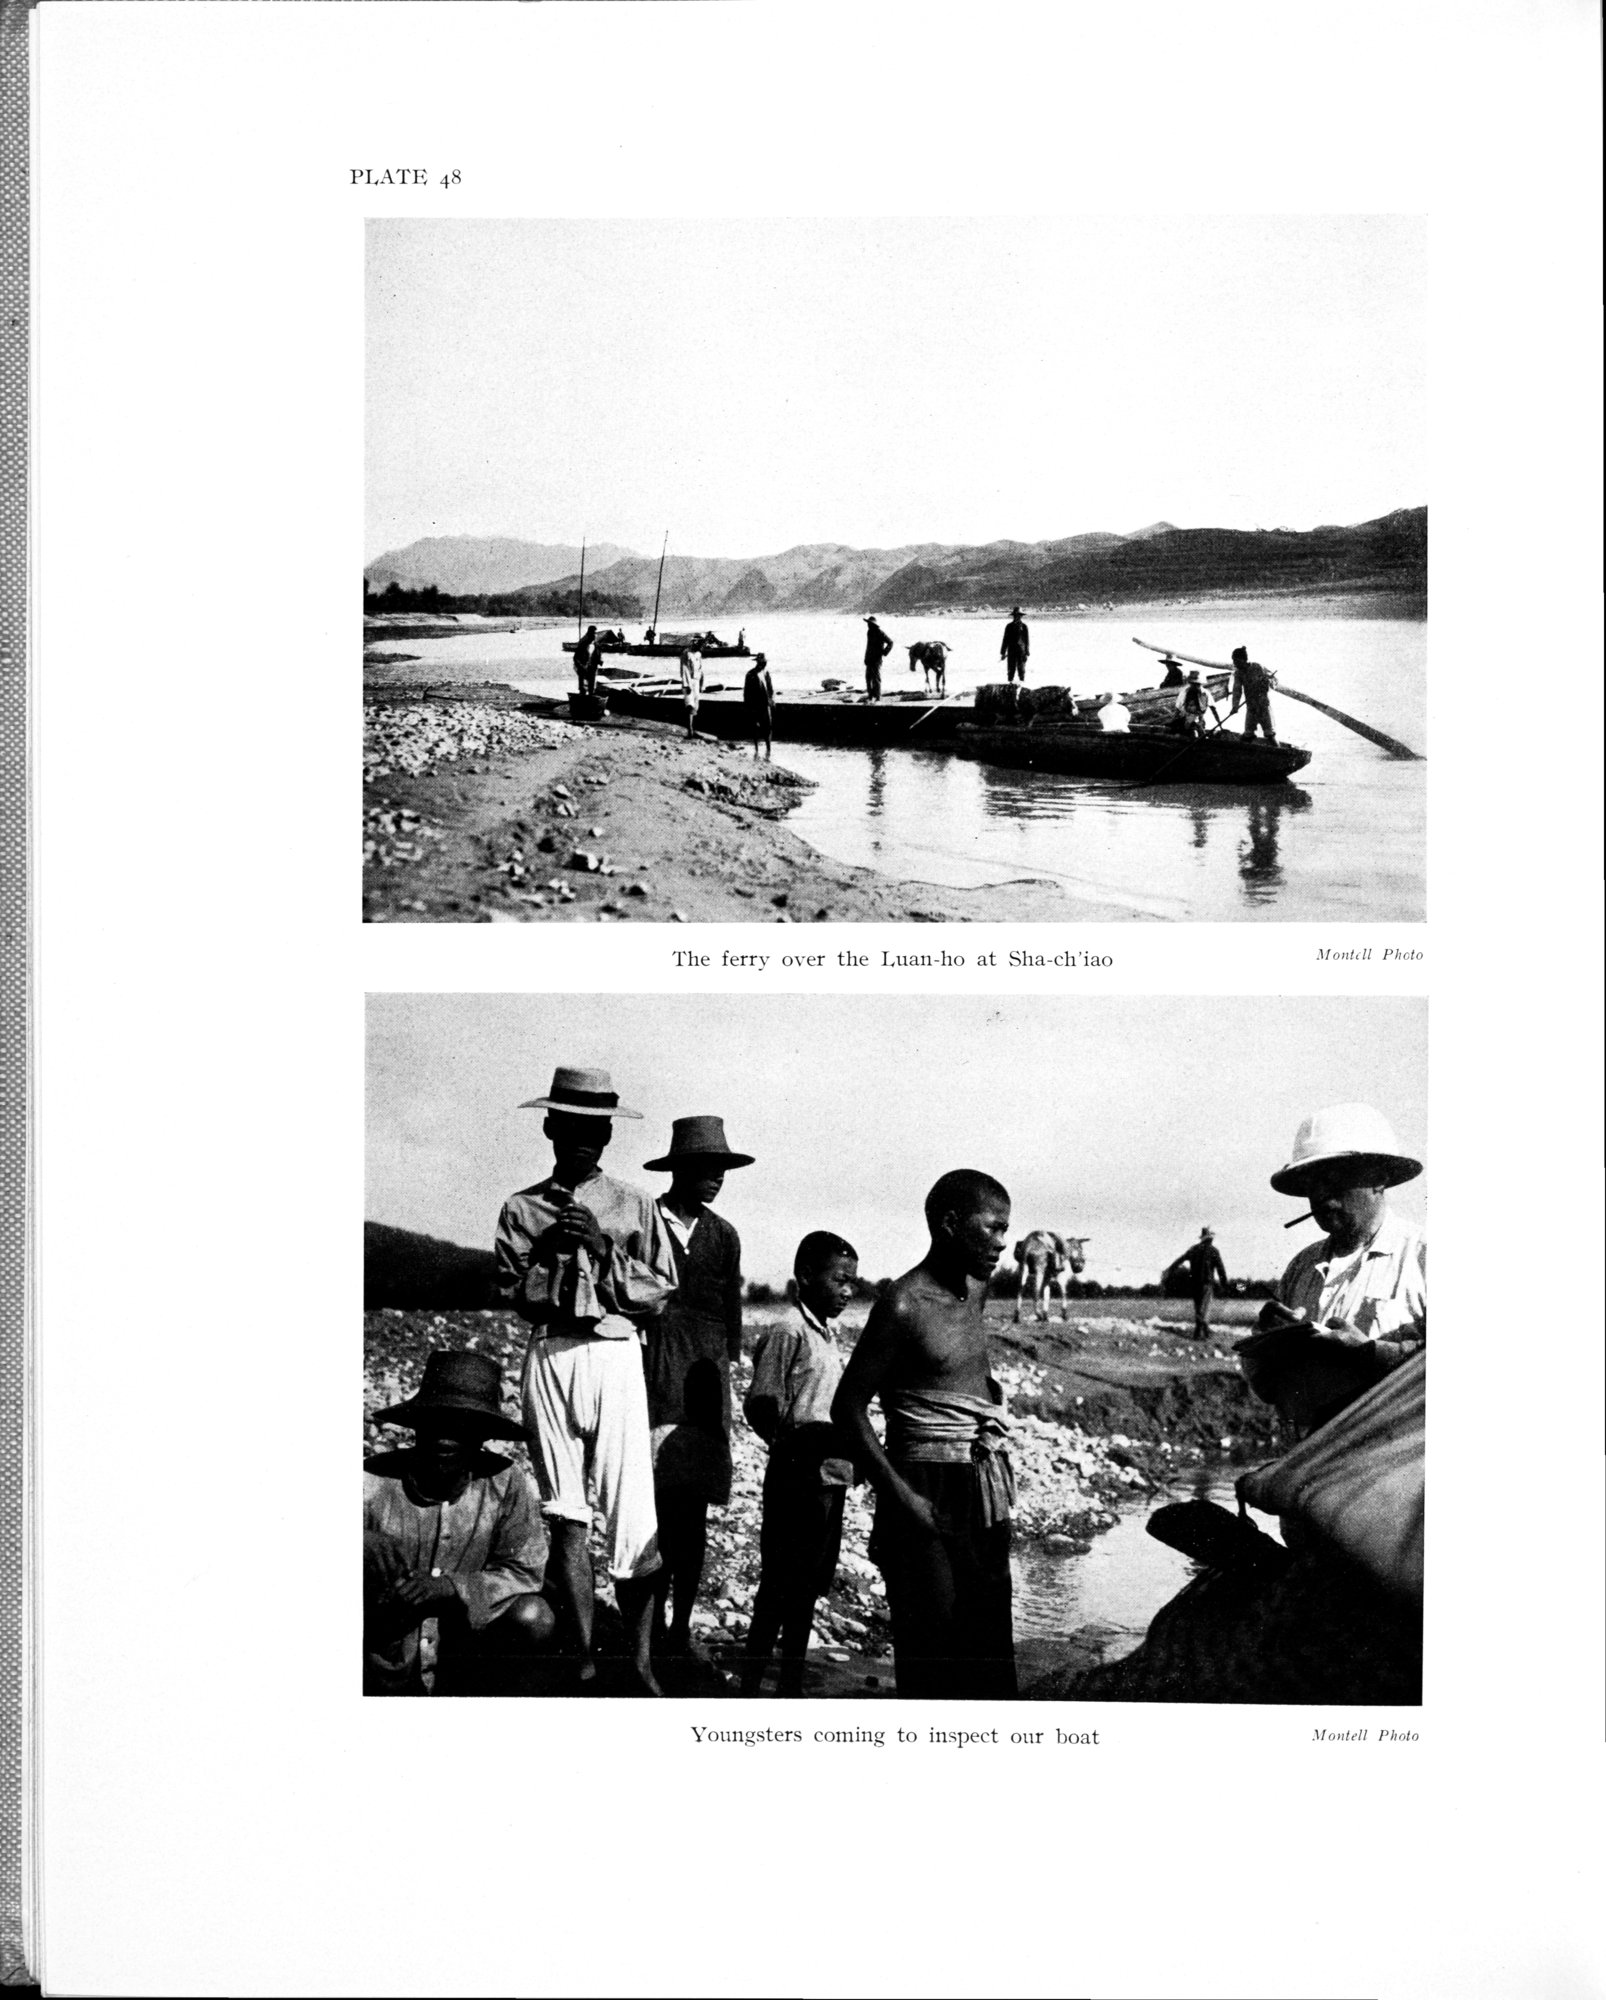 PLATE 48
The ferry over the Luan-ho at Sha-ch'iao
Montell Photo
Youngsters coming to inspect our boat
Montell Photo